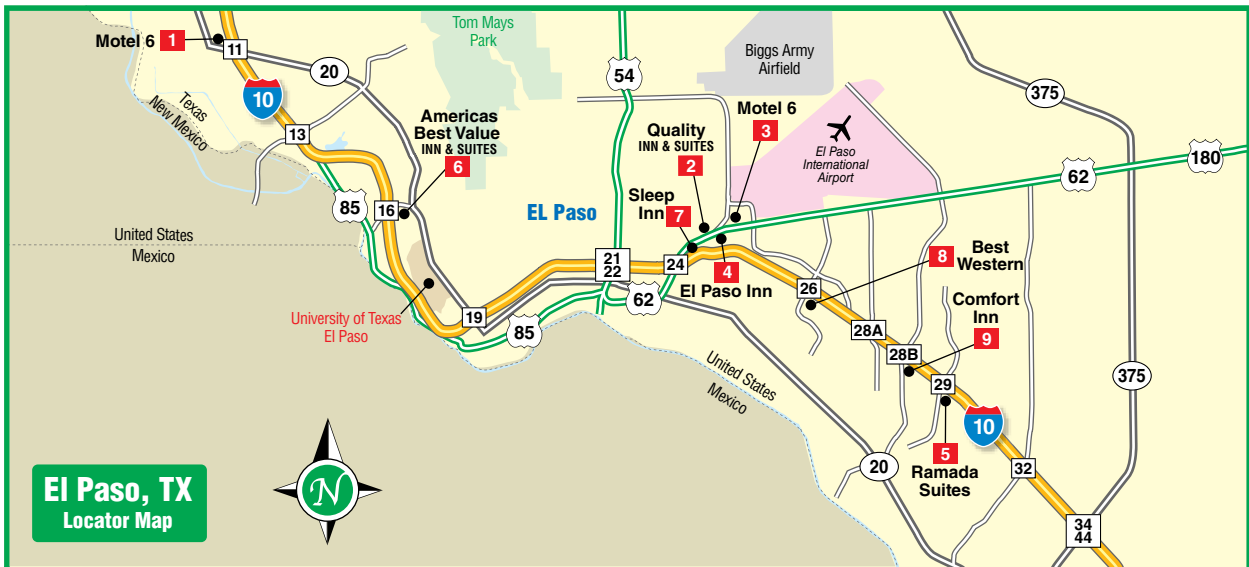 Motel 6 1
11
20
10
Texas
New Mexico
13
85
16
Americas
Best Value
INN & SUITES
6
Tom Mays
Park
54
Biggs Army
Airfield
Motel 6
3
Quality
INN & SUITES
2
Sleep
Inn 7
El Paso
International
Airport
375
180
62
United States
Mexico
EL Paso
University of Texas
El Paso
19
85
21
22
24
62
4
El Paso Inn
26
8 Best
Western
Comfort
Inn
9
28A
28B
29
United States
Mexico
375
10
5
Ramada
Suites
20
32
34
44
El Paso, TX
Locator Map
N